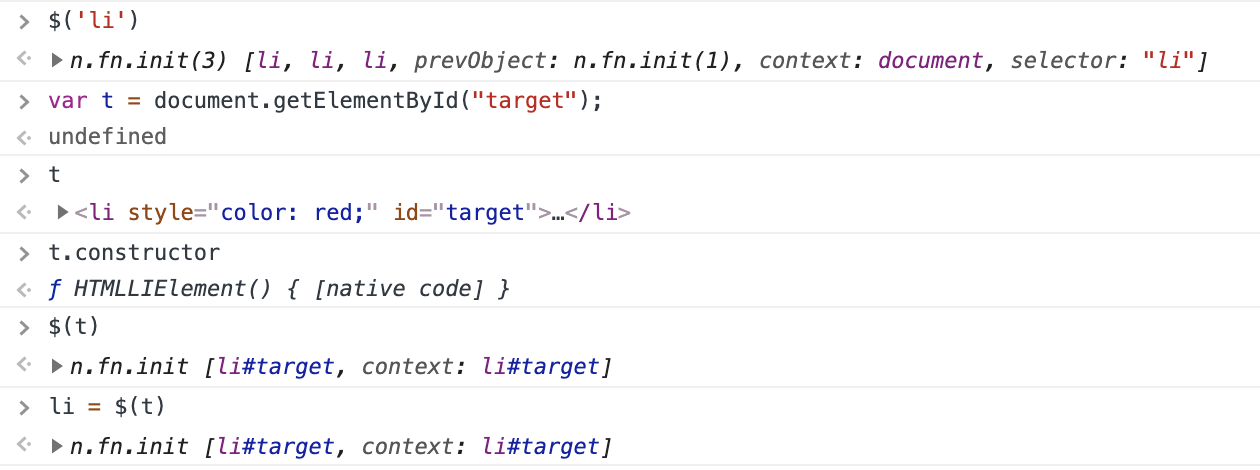 > $('li')
<· ▶ n.fn.init(3) [li, li, li, prevObject: n.fn.init(1), context: document, selector: "li"]
> var t = document.getElementById("target");
<· undefined
> t
<· ▶ <li style="color: red;" id="target">…</li>
> t.constructor
<· ƒ HTMLLIElement() { [native code] }
> $(t)
<· ▶ n.fn.init [li#target, context: li#target]
> li = $(t)
<· ▶ n.fn.init [li#target, context: li#target]